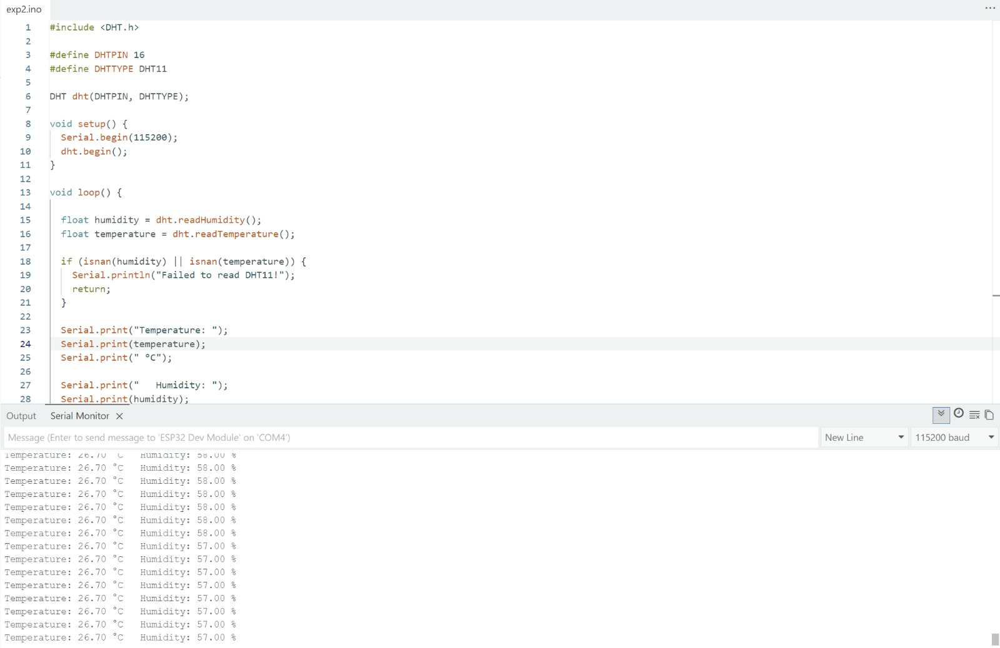 exp2.ino
1 #include <DHT.h>
2
3 #define DHTPIN 16
4 #define DHTTYPE DHT11
5
6 DHT dht(DHTPIN, DHTTYPE);
7
8 void setup() {
9   Serial.begin(115200);
10   dht.begin();
11 }
12
13 void loop() {
14
15   float humidity = dht.readHumidity();
16   float temperature = dht.readTemperature();
17
18   if (isnan(humidity) || isnan(temperature)) {
19     Serial.println("Failed to read DHT11!");
20     return;
21   }
22
23   Serial.print("Temperature: ");
24   Serial.print(temperature);
25   Serial.print(" °C");
26
27   Serial.print("   Humidity: ");
28   Serial.print(humidity);
Output Serial Monitor
Message (Enter to send message to 'ESP32 Dev Module' on 'COM4') New Line 115200 baud
Temperature: 26.70 °C   Humidity: 58.00 %
Temperature: 26.70 °C   Humidity: 58.00 %
Temperature: 26.70 °C   Humidity: 58.00 %
Temperature: 26.70 °C   Humidity: 58.00 %
Temperature: 26.70 °C   Humidity: 58.00 %
Temperature: 26.70 °C   Humidity: 58.00 %
Temperature: 26.70 °C   Humidity: 58.00 %
Temperature: 26.70 °C   Humidity: 57.00 %
Temperature: 26.70 °C   Humidity: 57.00 %
Temperature: 26.70 °C   Humidity: 57.00 %
Temperature: 26.70 °C   Humidity: 57.00 %
Temperature: 26.70 °C   Humidity: 57.00 %
Temperature: 26.70 °C   Humidity: 57.00 %
Temperature: 26.70 °C   Humidity: 57.00 %
Temperature: 26.70 °C   Humidity: 57.00 %